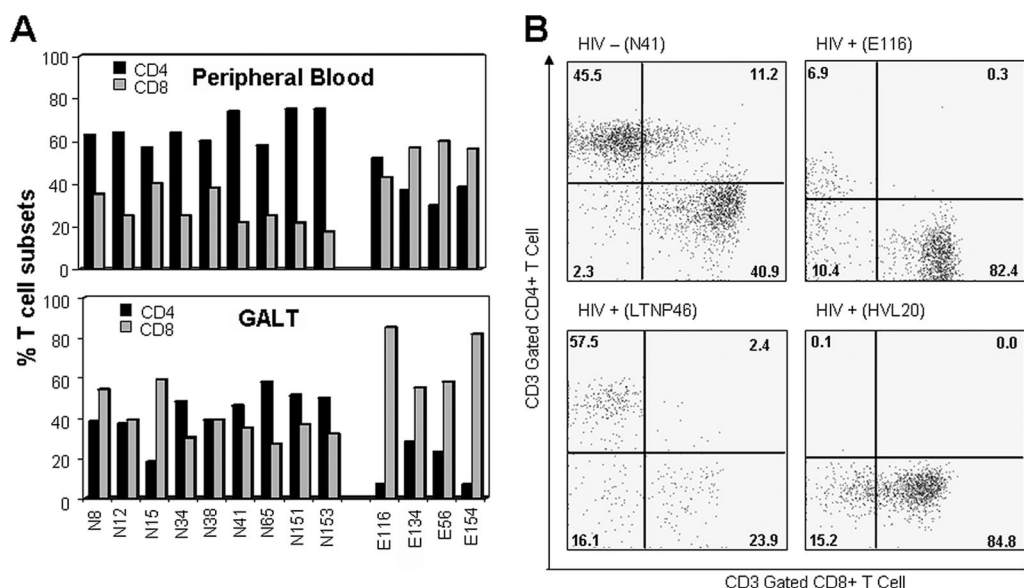 A
100
80
60
40
20
0
CD4
CD8
Peripheral Blood
% T cell subsets
100
80
60
40
20
0
CD4
CD8
GALT
N8
N12
N15
N34
N38
N41
N65
N151
N153
E116
E134
E56
E154
B
HIV – (N41)
45.5 11.2
2.3 40.9
HIV + (E116)
6.9 0.3
10.4 82.4
HIV + (LTNP46)
57.5 2.4
16.1 23.9
HIV + (HVL20)
0.1 0.0
15.2 84.8
CD3 Gated CD4+ T Cell
CD3 Gated CD8+ T Cell